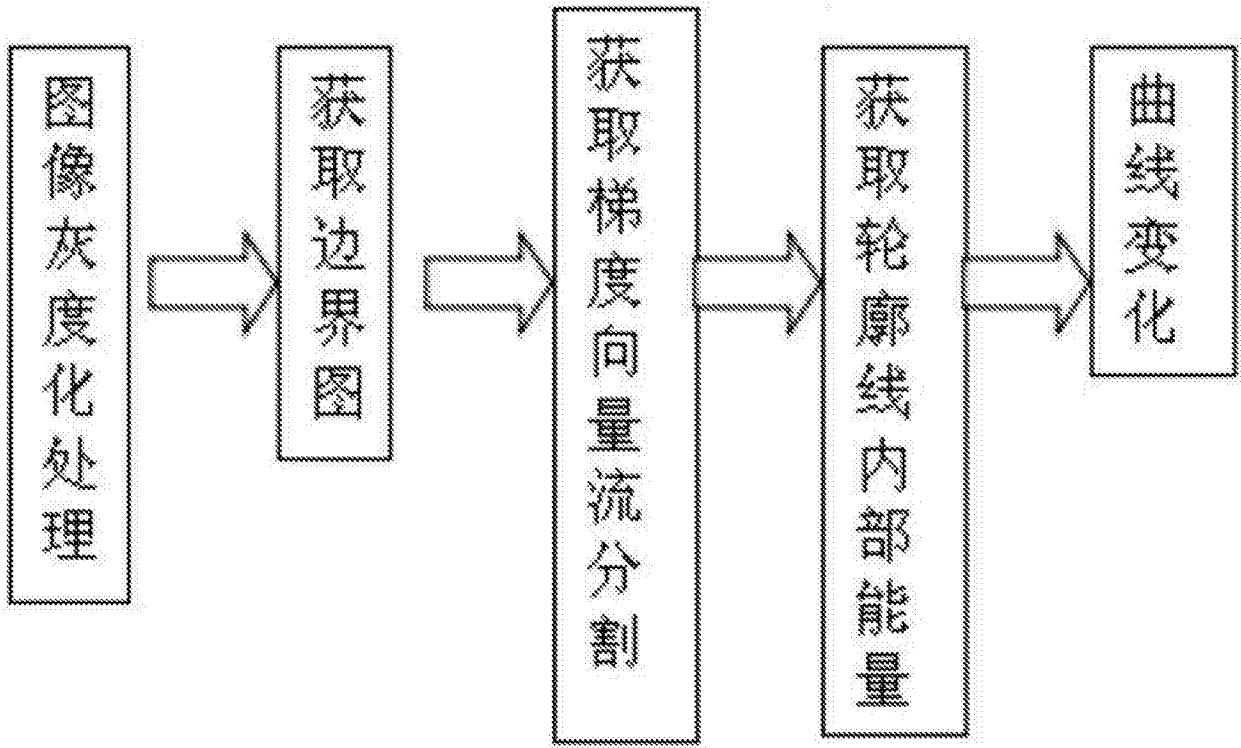 图像灰度化处理
获取边界图
获取梯度向量流分割
获取轮廓线内部能量
曲线变化